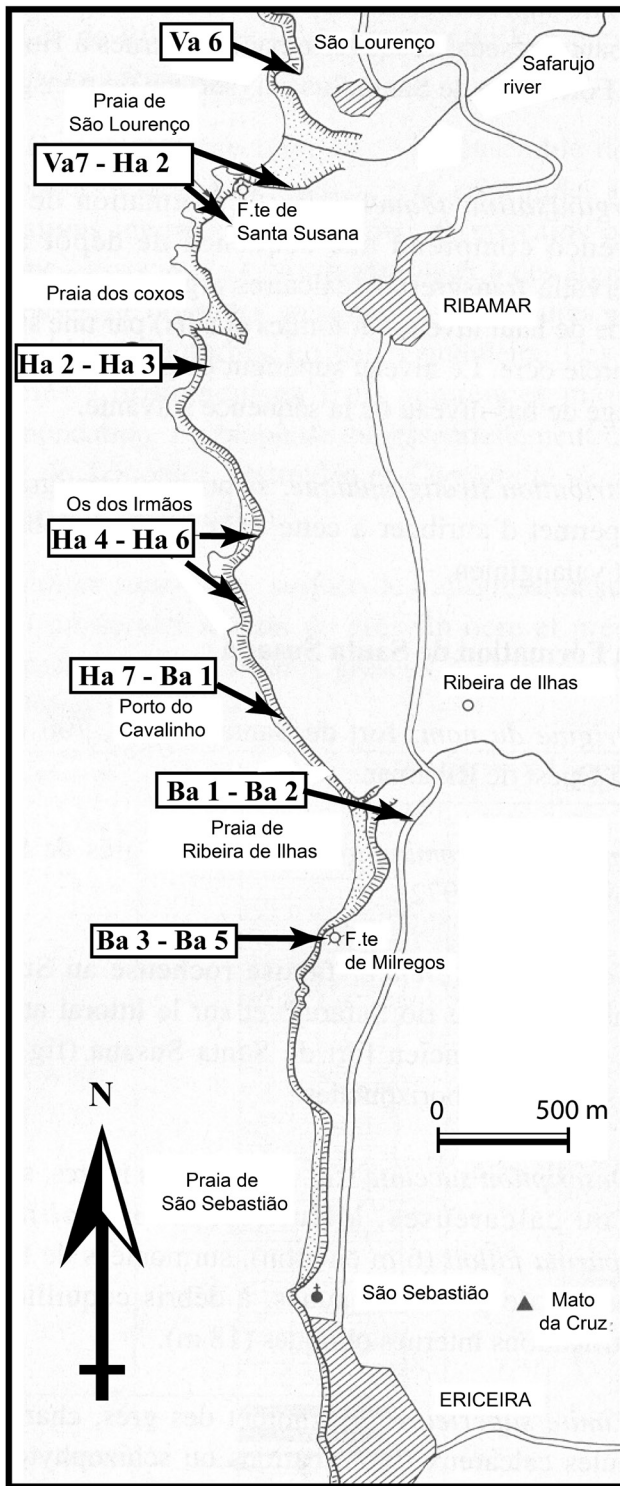 Va 6
São Lourenço
Safarujo
river
Praia de
São Lourenço
Va7 - Ha 2
F.te de
Santa Susana
Praia dos coxos
RIBAMAR
Ha 2 - Ha 3
Os dos Irmãos
Ha 4 - Ha 6
Ha 7 - Ba 1
Porto do
Cavalinho
Ribeira de Ilhas
Ba 1 - Ba 2
Praia de
Ribeira de Ilhas
Ba 3 - Ba 5
F.te
de Milregos
N
0 500 m
Praia de
São Sebastião
São Sebastião
Mato
da Cruz
ERICEIRA